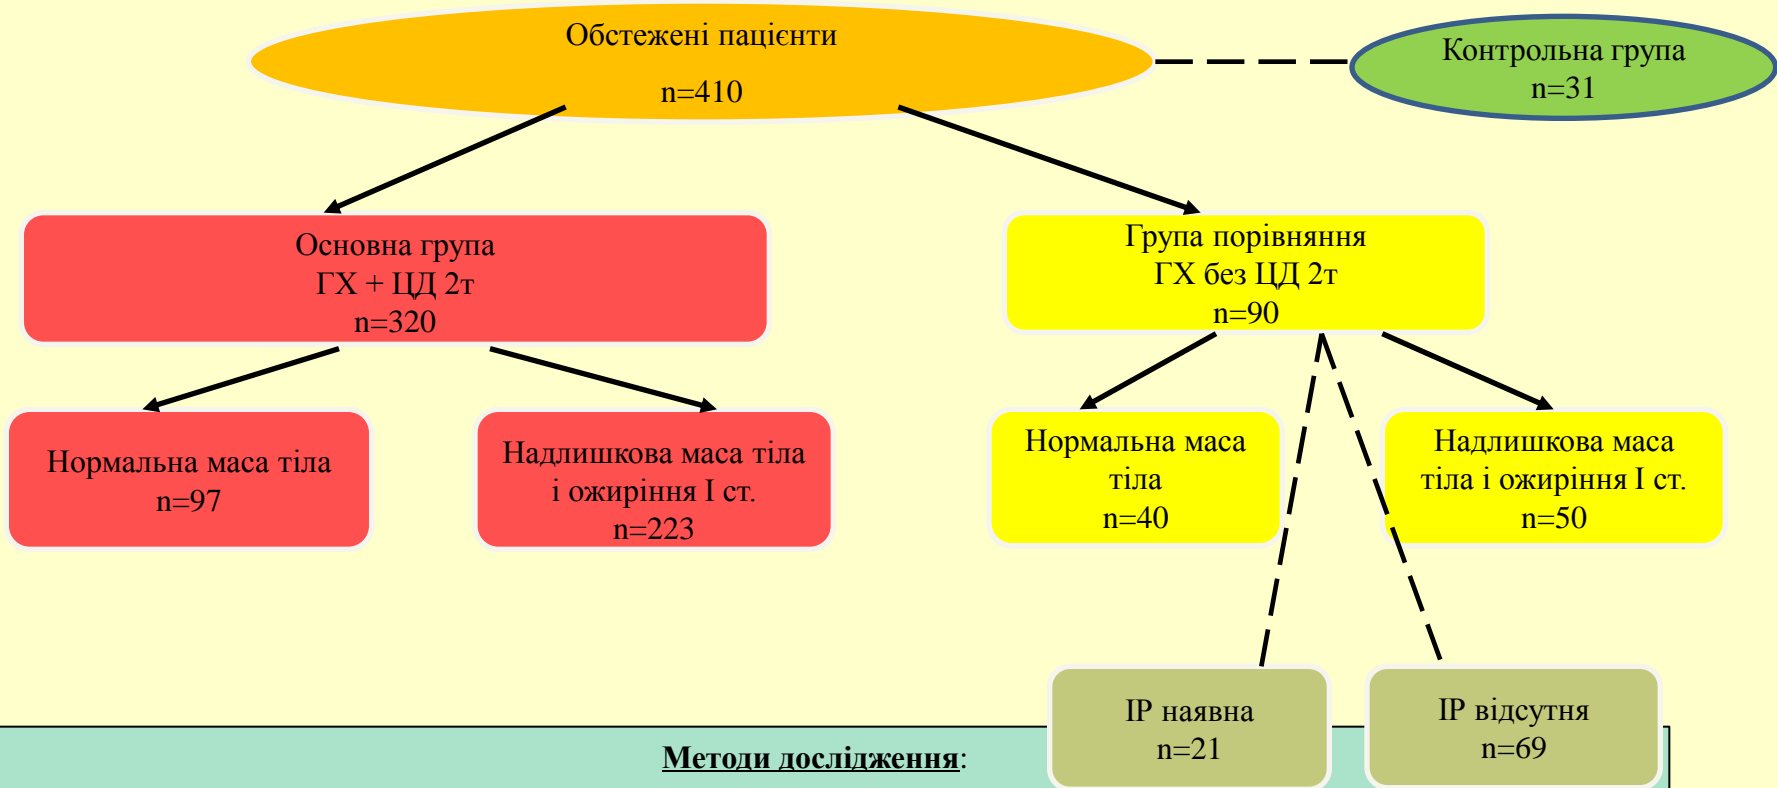 Обстежені пацієнти
n=410
Контрольна група
n=31
Основна група
ГХ + ЦД 2т
n=320
Група порівняння
ГХ без ЦД 2т
n=90
Нормальна маса тіла
n=97
Надлишкова маса тіла
і ожиріння І ст.
n=223
Нормальна маса
тіла
n=40
Надлишкова маса
тіла і ожиріння І ст.
n=50
ІР наявна
n=21
ІР відсутня
n=69
Методи дослідження: